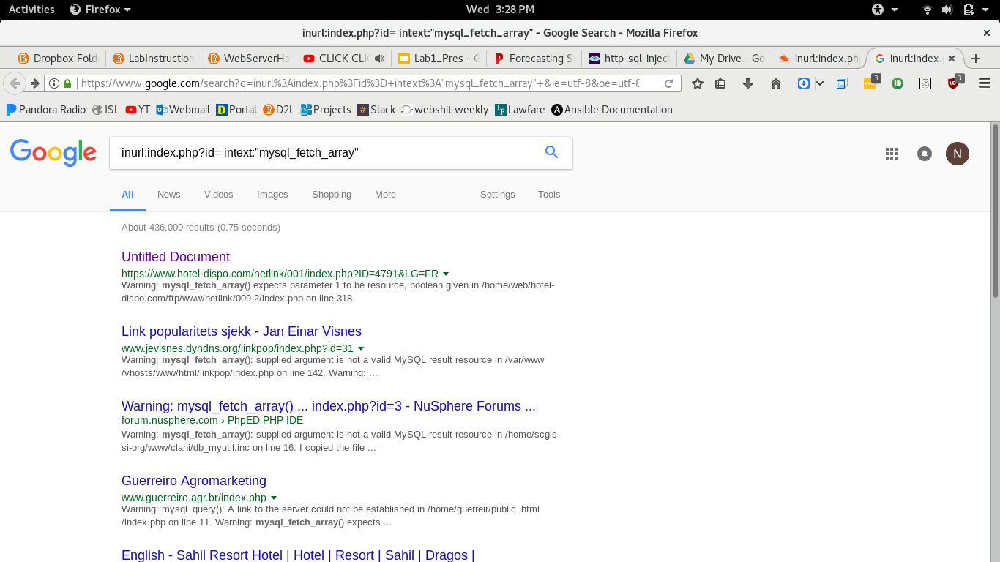 Activities Firefox Wed 3:28 PM
inurl:index.php?id= intext:"mysql_fetch_array" - Google Search - Mozilla Firefox
Dropbox Fold LabInstruction WebServerHa CLICK CLIC Lab1_Pres - G Forecasting S http-sql-inject My Drive - Go inurl:index.ph inurl:index.
https://www.google.com/search?q=inurl%3Aindex.php%3Fid%3D+intext%3A"mysql_fetch_array"+&ie=utf-8&oe=utf-8 3 3
Pandora Radio ISL YT Webmail Portal D2L Projects Slack webshit weekly Lawfare Ansible Documentation
Google inurl:index.php?id= intext:"mysql_fetch_array" N
All News Videos Images Shopping More Settings Tools
About 436,000 results (0.75 seconds)
Untitled Document
https://www.hotel-dispo.com/netlink/001/index.php?ID=4791&LG=FR
Warning: mysql_fetch_array() expects parameter 1 to be resource, boolean given in /home/web/hotel-
dispo.com/ftp/www/netlink/009-2/index.php on line 318.
Link popularitets sjekk - Jan Einar Visnes
www.jevisnes.dyndns.org/linkpop/index.php?id=31
Warning: mysql_fetch_array(): supplied argument is not a valid MySQL result resource in /var/www
/vhosts/www/html/linkpop/index.php on line 142. Warning: ...
Warning: mysql_fetch_array() ... index.php?id=3 - NuSphere Forums ...
forum.nusphere.com › PhpED PHP IDE
Warning: mysql_fetch_array(): supplied argument is not a valid MySQL result resource in /home/scgis-
si-org/www/clani/db_myutil.inc on line 16. I copied the file ...
Guerreiro Agromarketing
www.guerreiro.agr.br/index.php
Warning: mysql_query(): A link to the server could not be established in /home/guerreir/public_html
/index.php on line 11. Warning: mysql_fetch_array() expects ...
English - Sahil Resort Hotel | Hotel | Resort | Sahil | Dragos |